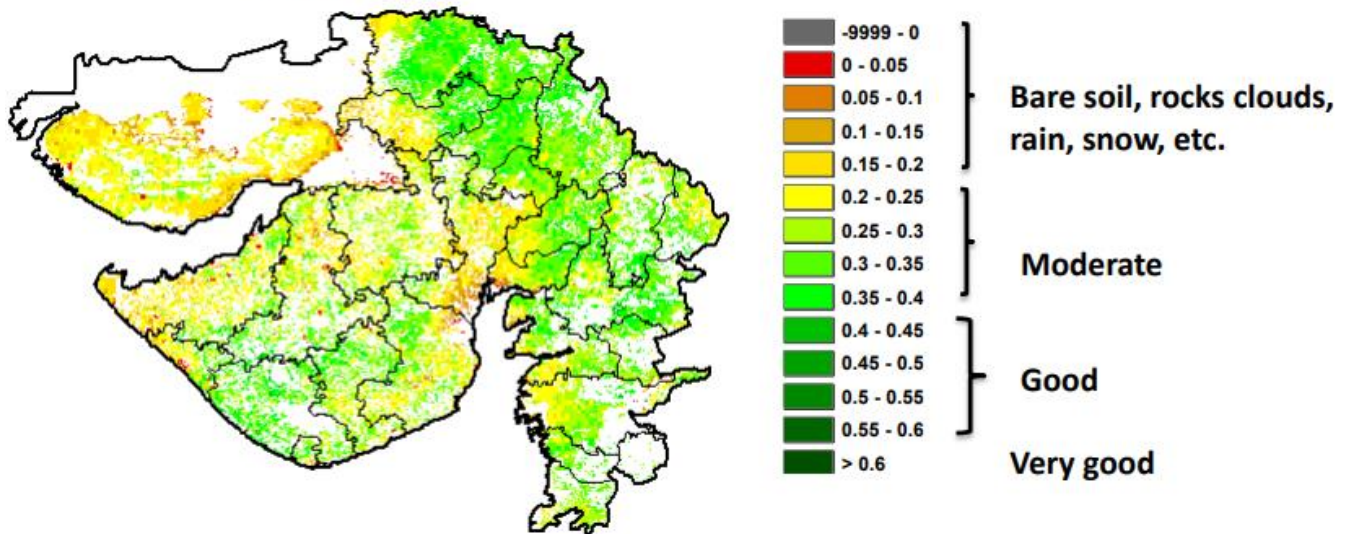 -9999 - 0
0 - 0.05
0.05 - 0.1
0.1 - 0.15
0.15 - 0.2
0.2 - 0.25
0.25 - 0.3
0.3 - 0.35
0.35 - 0.4
0.4 - 0.45
0.45 - 0.5
0.5 - 0.55
0.55 - 0.6
> 0.6
Bare soil, rocks clouds,
rain, snow, etc.
Moderate
Good
Very good